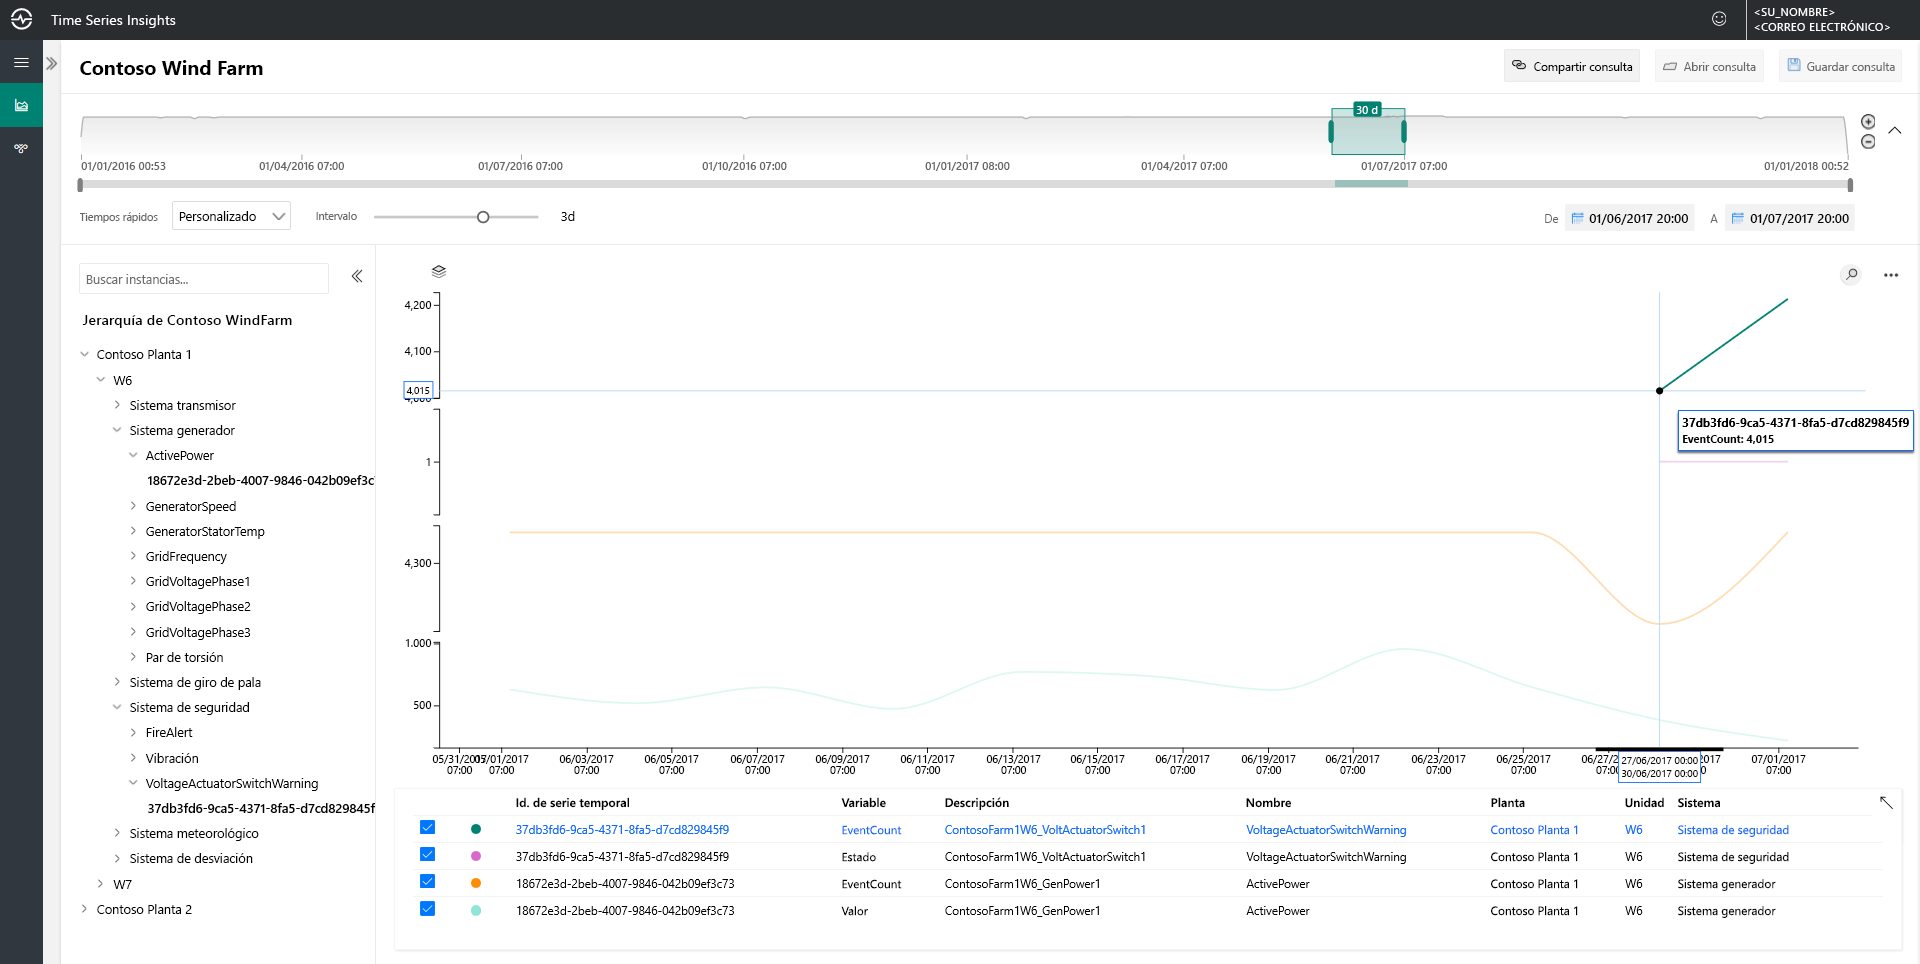 Time Series Insights
<SU_NOMBRE>
<CORREO ELECTRÓNICO>
Contoso Wind Farm
Compartir consulta
Abrir consulta
Guardar consulta
30 d
01/01/2016 00:53
01/04/2016 07:00
01/07/2016 07:00
01/10/2016 07:00
01/01/2017 08:00
01/04/2017 07:00
01/07/2017 07:00
01/01/2018 00:52
Tiempos rápidos
Personalizado
Intervalo
3d
De
01/06/2017 20:00
A
01/07/2017 20:00
Buscar instancias...
Jerarquía de Contoso WindFarm
Contoso Planta 1
W6
Sistema transmisor
Sistema generador
ActivePower
18672e3d-2beb-4007-9846-042b09ef3c
GeneratorSpeed
GeneratorStatorTemp
GridFrequency
GridVoltagePhase1
GridVoltagePhase2
GridVoltagePhase3
Par de torsión
Sistema de giro de pala
Sistema de seguridad
FireAlert
Vibración
VoltageActuatorSwitchWarning
37db3fd6-9ca5-4371-8fa5-d7cd829845f
Sistema meteorológico
Sistema de desviación
W7
Contoso Planta 2
4,200
4,100
4,015
1
4,300
1.000
500
37db3fd6-9ca5-4371-8fa5-d7cd829845f9
EventCount: 4,015
05/31/2017 07:00
06/03/2017 07:00
06/05/2017 07:00
06/07/2017 07:00
06/09/2017 07:00
06/11/2017 07:00
06/13/2017 07:00
06/15/2017 07:00
06/17/2017 07:00
06/19/2017 07:00
06/21/2017 07:00
06/23/2017 07:00
06/25/2017 07:00
27/06/2017 00:00
30/06/2017 00:00
07/01/2017 07:00
Id. de serie temporal Variable Descripción Nombre Planta Unidad Sistema
37db3fd6-9ca5-4371-8fa5-d7cd829845f9 EventCount ContosoFarm1W6_VoltActuatorSwitch1 VoltageActuatorSwitchWarning Contoso Planta 1 W6 Sistema de seguridad
37db3fd6-9ca5-4371-8fa5-d7cd829845f9 Estado ContosoFarm1W6_VoltActuatorSwitch1 VoltageActuatorSwitchWarning Contoso Planta 1 W6 Sistema de seguridad
18672e3d-2beb-4007-9846-042b09ef3c73 EventCount ContosoFarm1W6_GenPower1 ActivePower Contoso Planta 1 W6 Sistema generador
18672e3d-2beb-4007-9846-042b09ef3c73 Valor ContosoFarm1W6_GenPower1 ActivePower Contoso Planta 1 W6 Sistema generador